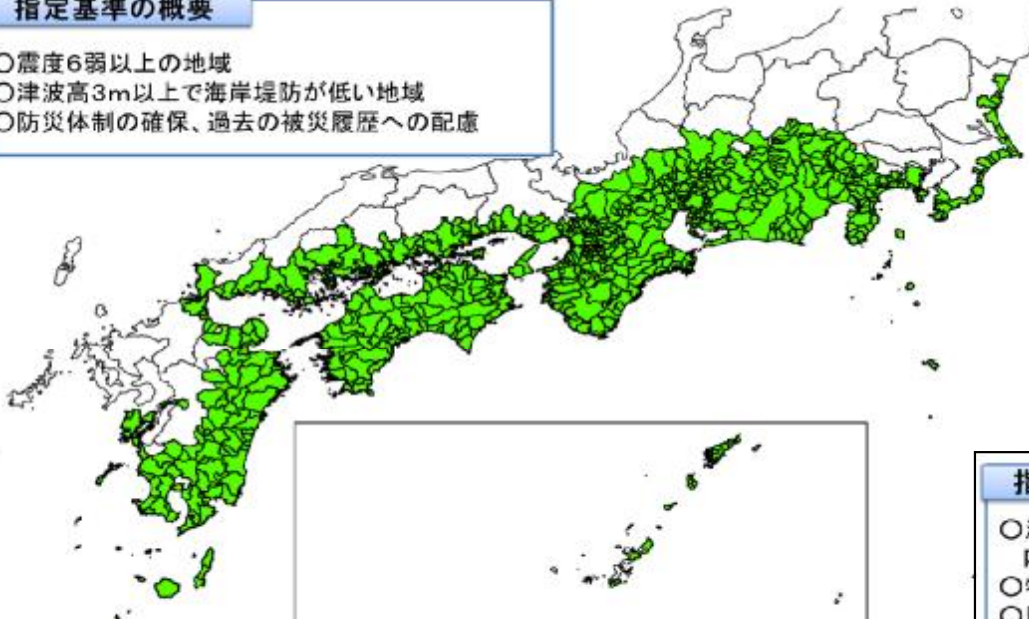 指定基準の概要
○震度6弱以上の地域
○津波高3m以上で海岸堤防が低い地域
○防災体制の確保、過去の被災履歴への配慮